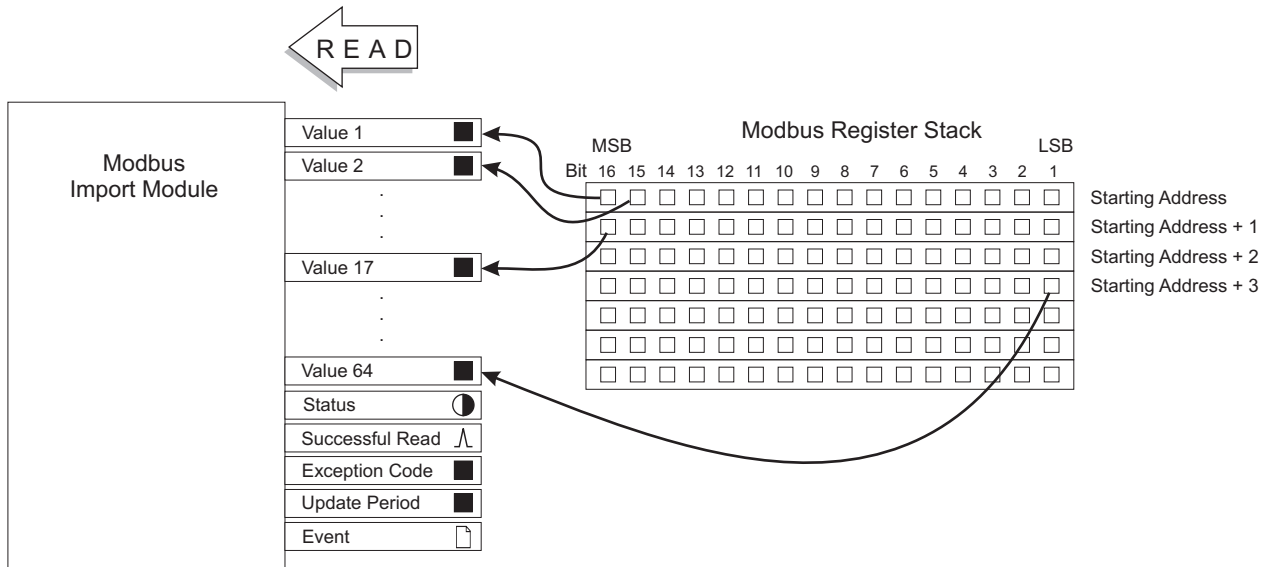 READ
Modbus
Import Module
Value 1
Value 2
.
.
.
Value 17
.
.
.
Value 64
Status
Successful Read
Exception Code
Update Period
Event
Modbus Register Stack
MSB LSB
Bit 16 15 14 13 12 11 10 9 8 7 6 5 4 3 2 1
Starting Address
Starting Address + 1
Starting Address + 2
Starting Address + 3